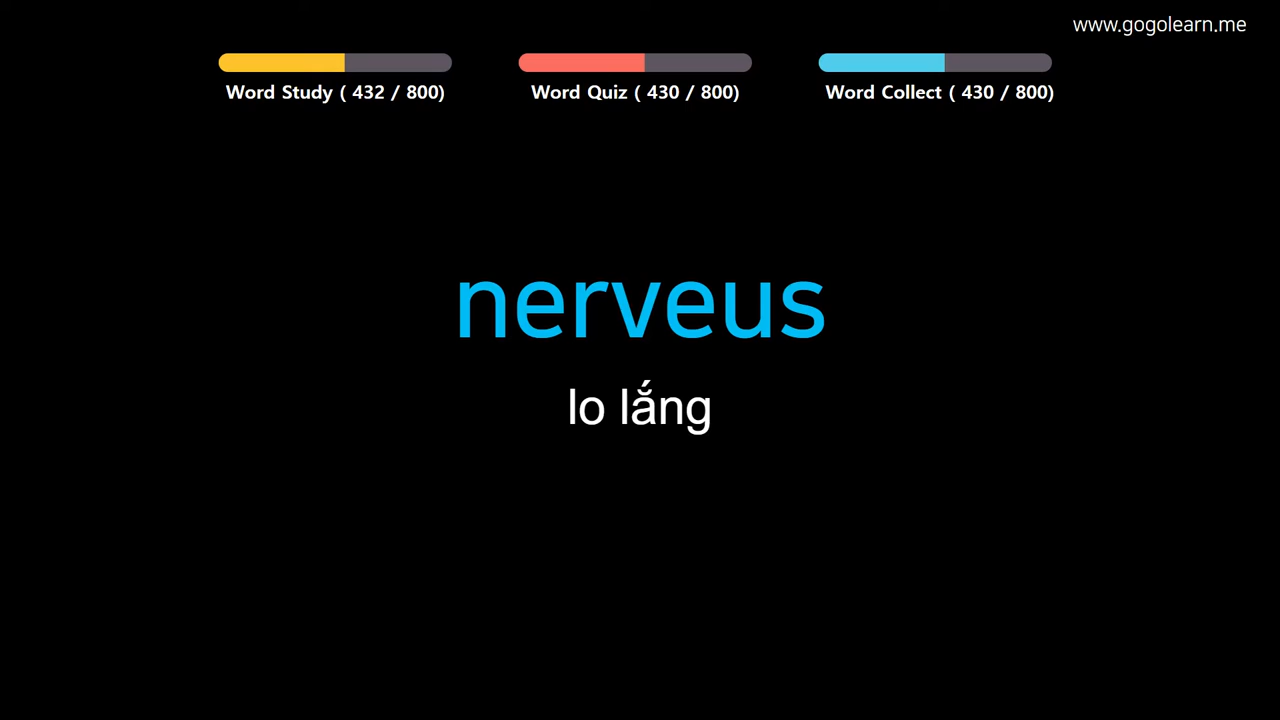 www.gogolearn.me
Word Study ( 432 / 800)
Word Quiz ( 430 / 800)
Word Collect ( 430 / 800)
nerveus
lo lắng